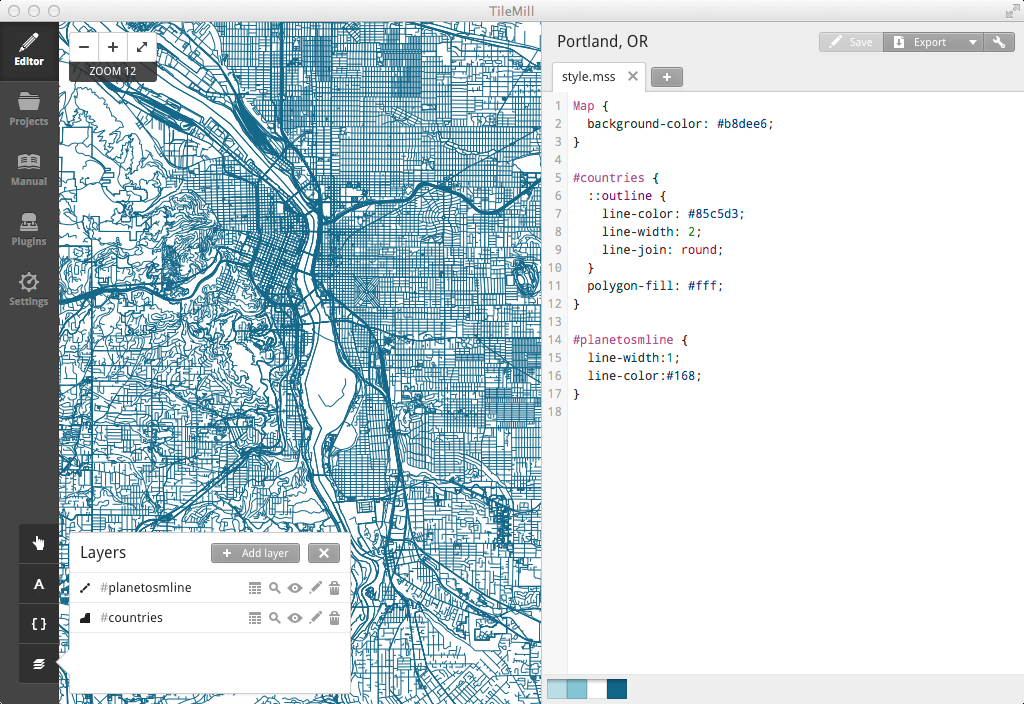 TileMill
Editor
Projects
Manual
Plugins
Settings
A
{ }
− + 
ZOOM 12
Layers
+ Add layer
#planetosmline
#countries
Portland, OR
Save
Export
style.mss
+
1 Map {
2   background-color: #b8dee6;
3 }
4
5 #countries {
6   ::outline {
7     line-color: #85c5d3;
8     line-width: 2;
9     line-join: round;
10   }
11   polygon-fill: #fff;
12 }
13
14 #planetosmline {
15   line-width:1;
16   line-color:#168;
17 }
18